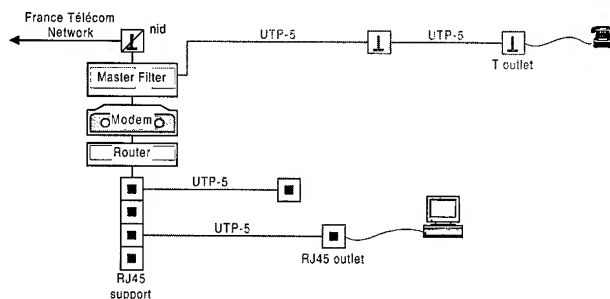 France Télécom
Network
nid
UTP-5
UTP-5
T outlet
Master Filter
Modem
Router
UTP-5
UTP-5
RJ45 outlet
RJ45
support